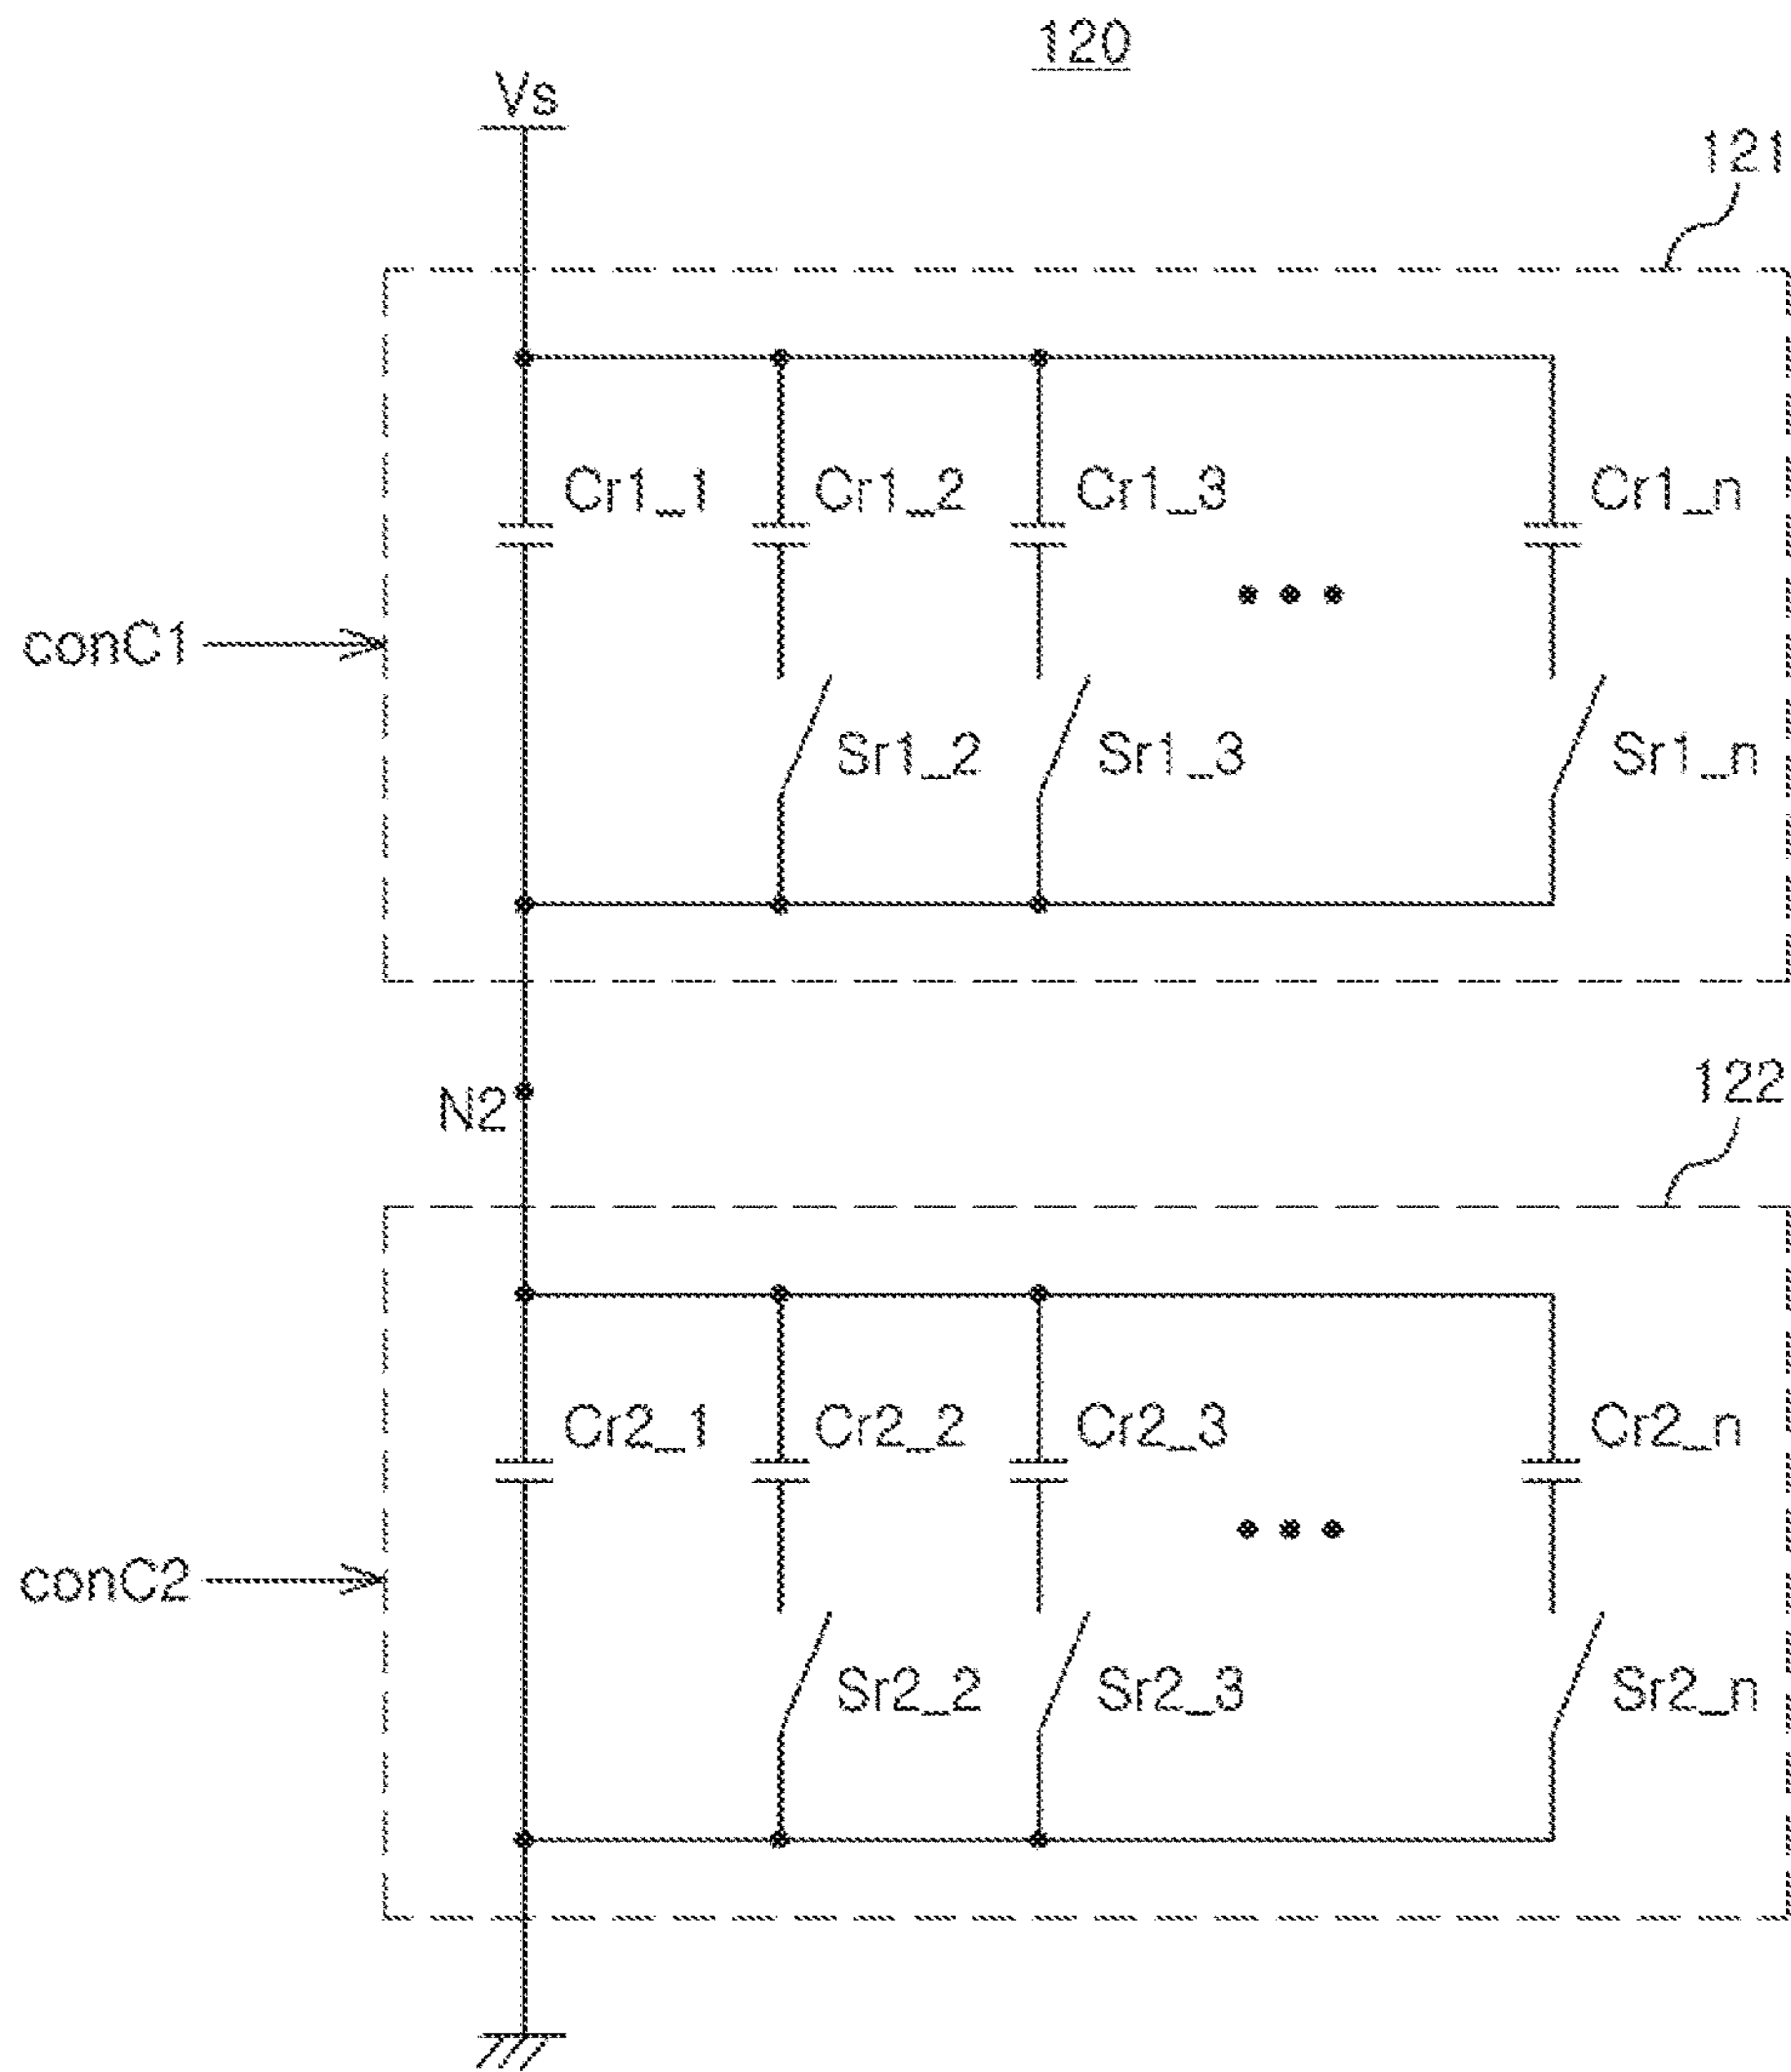 120
Vs
121
Cr1_1 Cr1_2 Cr1_3 Cr1_n
conC1
Sr1_2 Sr1_3 Sr1_n
122
N2
Cr2_1 Cr2_2 Cr2_3 Cr2_n
conC2
Sr2_2 Sr2_3 Sr2_n